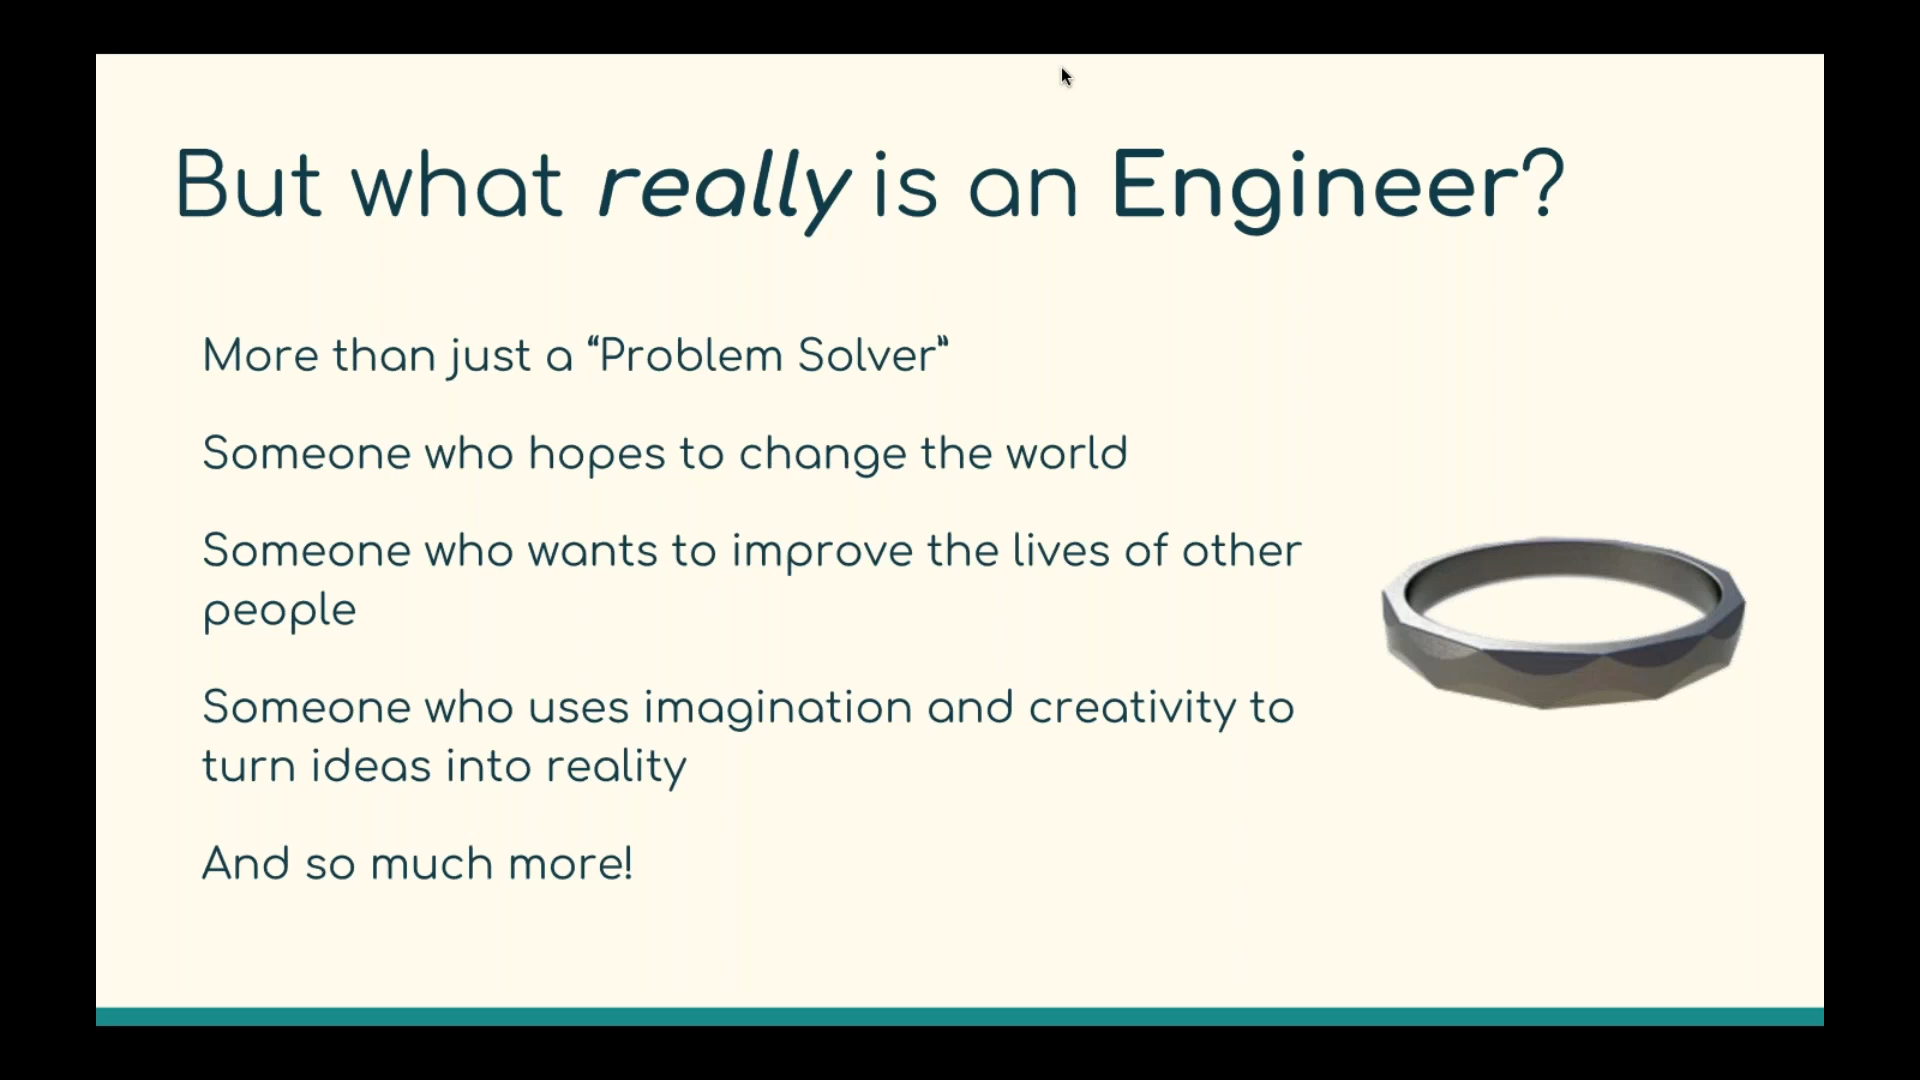 But what really is an Engineer?
More than just a “Problem Solver”
Someone who hopes to change the world
Someone who wants to improve the lives of other
people
Someone who uses imagination and creativity to
turn ideas into reality
And so much more!